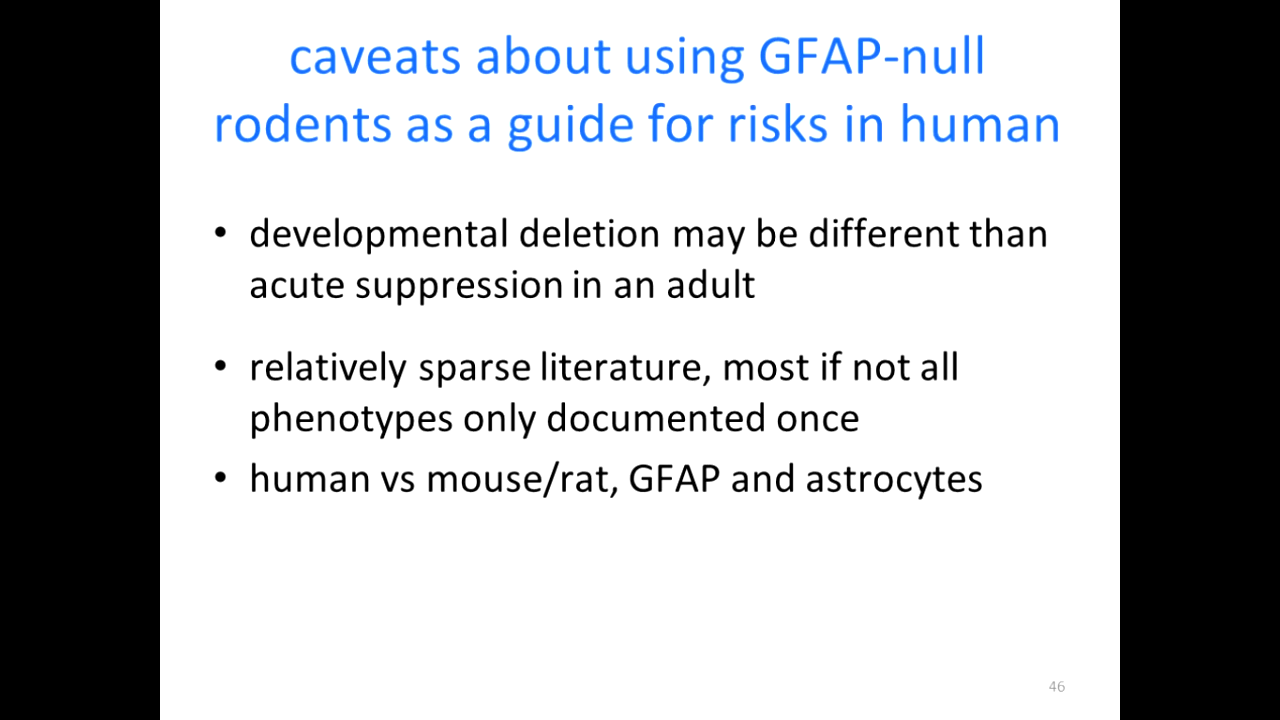 caveats about using GFAP-null
rodents as a guide for risks in human
• developmental deletion may be different than
acute suppression in an adult
• relatively sparse literature, most if not all
phenotypes only documented once
• human vs mouse/rat, GFAP and astrocytes
46